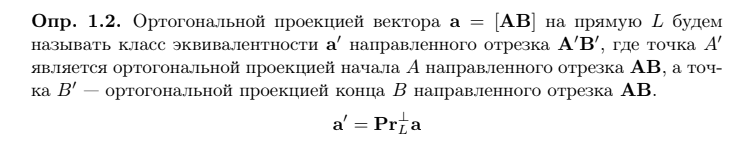 Опр. 1.2. Ортогональной проекцией вектора a = [AB] на прямую L будем
называть класс эквивалентности a′ направленного отрезка A′B′, где точка A′
является ортогональной проекцией начала A направленного отрезка AB, а точ-
ка B′ — ортогональной проекцией конца B направленного отрезка AB.
a′ = Pr⊥L a